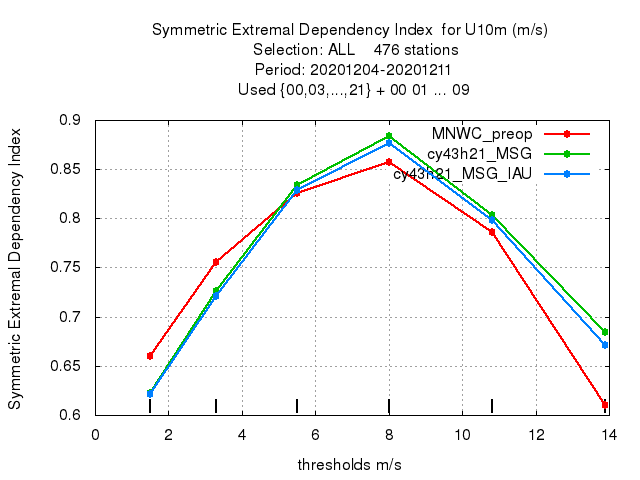 Symmetric Extremal Dependency Index for U10m (m/s)
Selection: ALL 476 stations
Period: 20201204-20201211
Used {00,03,...,21} + 00 01 ... 09
Symmetric Extremal Dependency Index
0.9
0.85
0.8
0.75
0.7
0.65
0.6
MNWC_preop
cy43h21_MSG
cy43h21_MSG_IAU
0 2 4 6 8 10 12 14
thresholds m/s